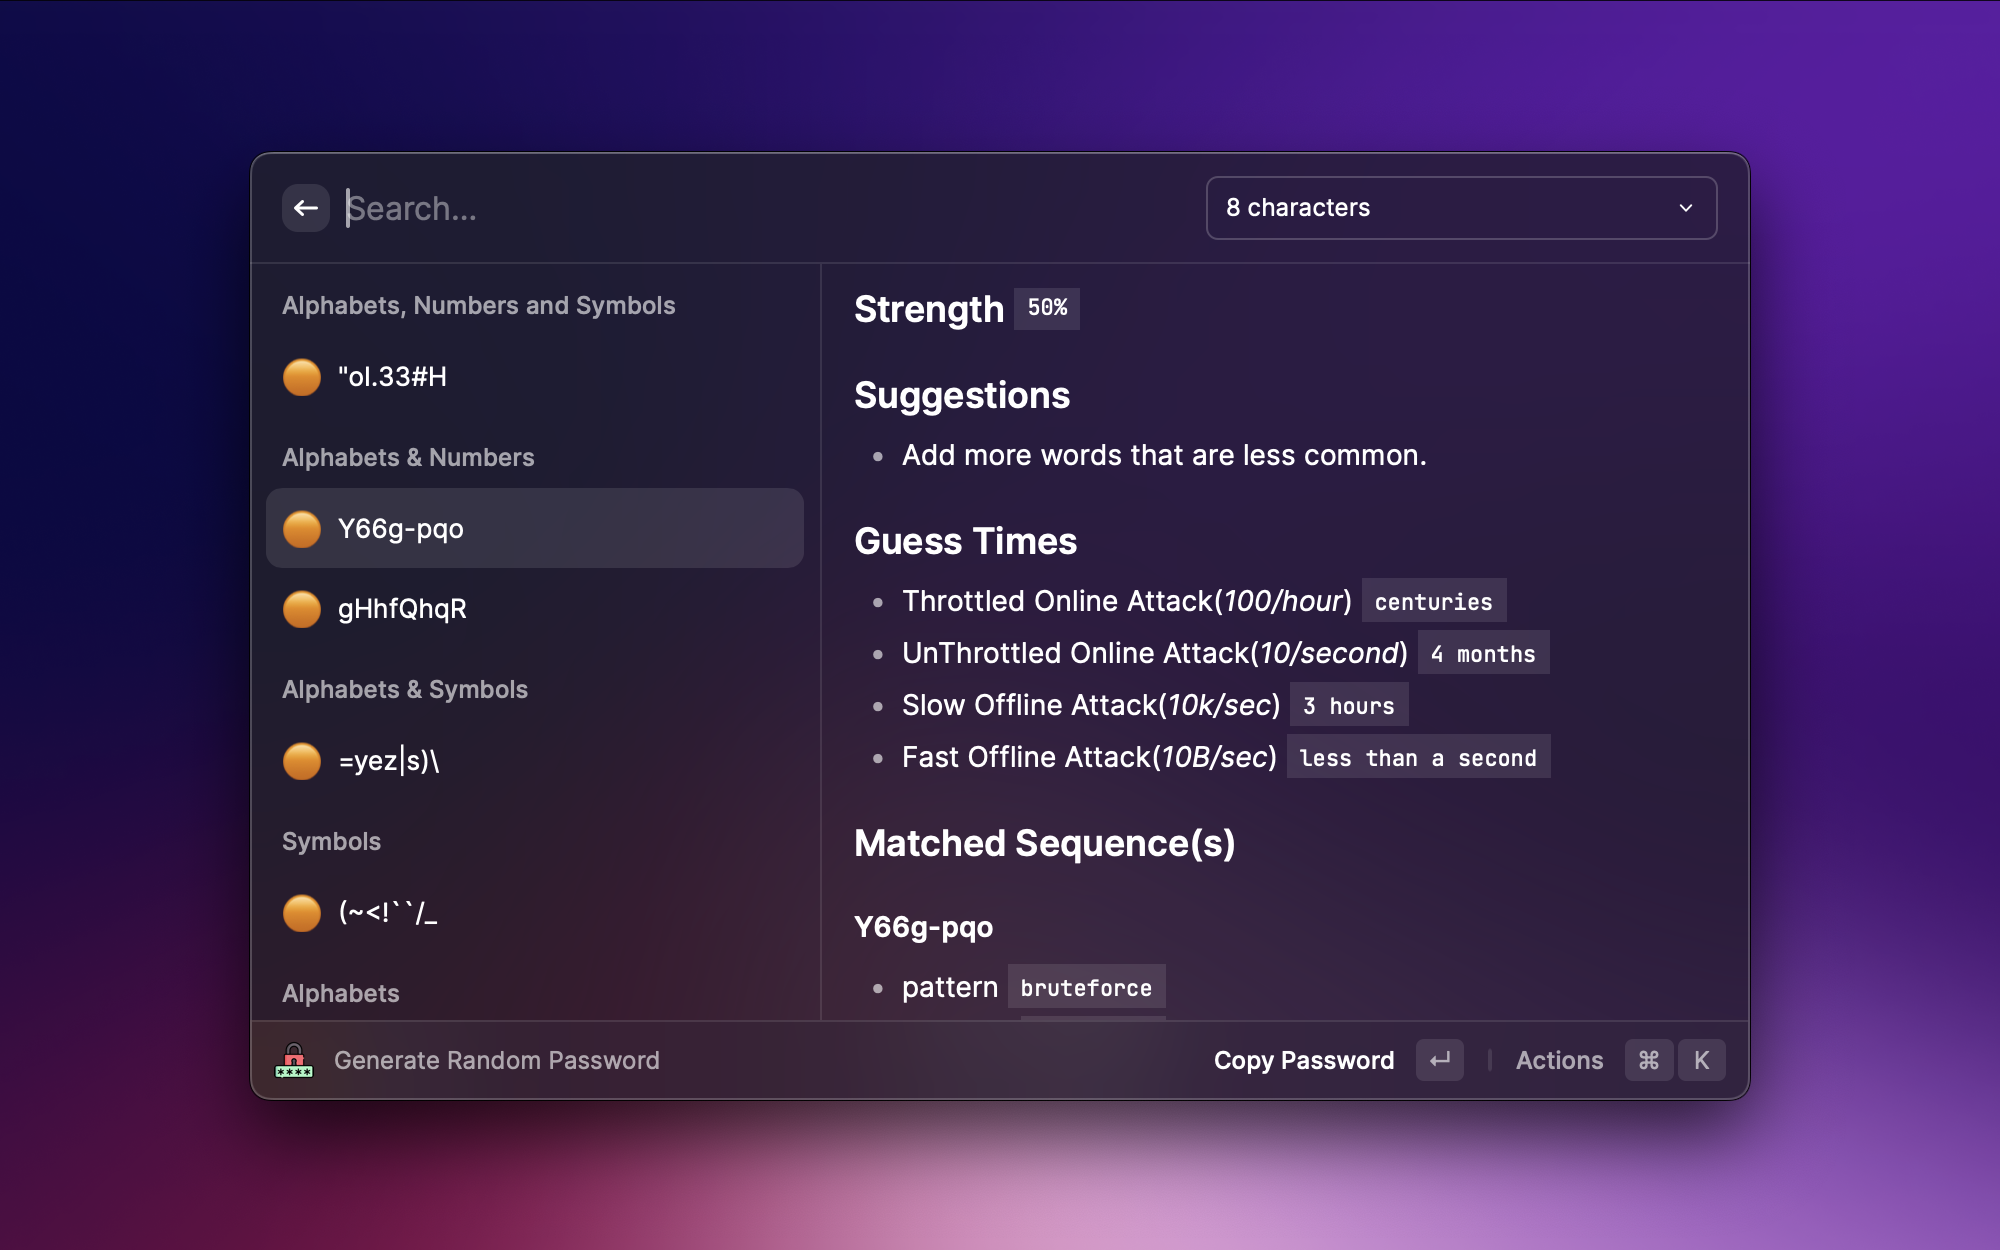 Search...
8 characters
Alphabets, Numbers and Symbols
"ol.33#H
Alphabets & Numbers
Y66g-pqo
gHhfQhqR
Alphabets & Symbols
=yez|s)\
Symbols
(~<!``/_
Alphabets
Strength 50%
Suggestions
• Add more words that are less common.
Guess Times
• Throttled Online Attack(100/hour) centuries
• UnThrottled Online Attack(10/second) 4 months
• Slow Offline Attack(10k/sec) 3 hours
• Fast Offline Attack(10B/sec) less than a second
Matched Sequence(s)
Y66g-pqo
• pattern bruteforce
****
Generate Random Password
Copy Password ↵ | Actions ⌘ K